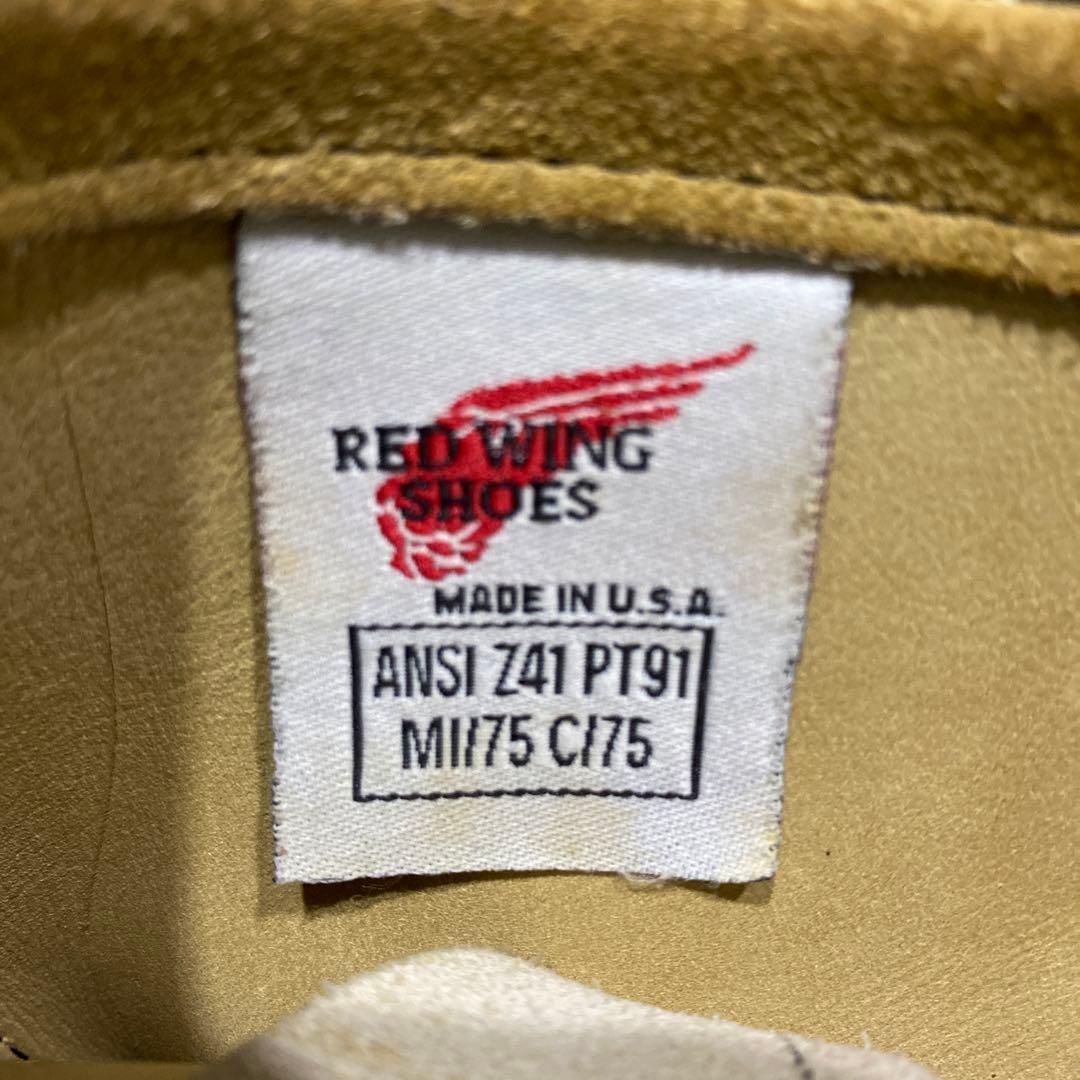 RED WING
SHOES
MADE IN U.S.A.
ANSI Z41 PT91
MI/75 C/75